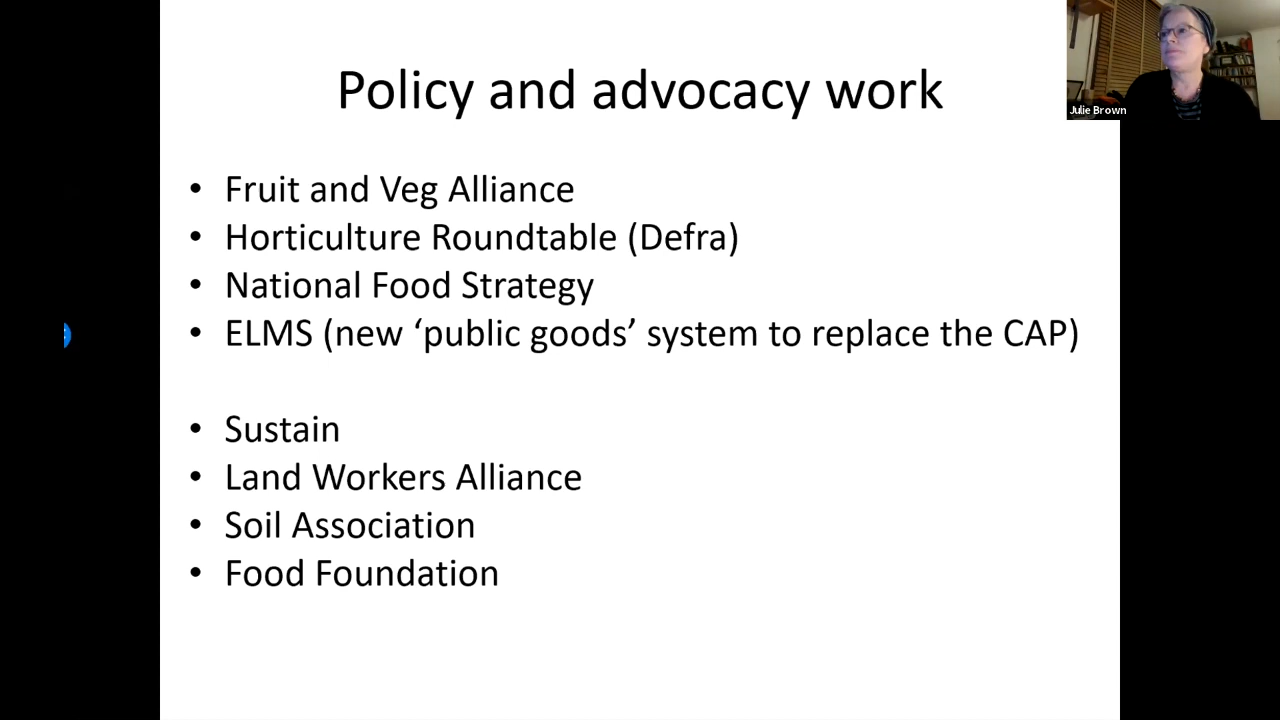 Policy and advocacy work
Julie Brown
• Fruit and Veg Alliance
• Horticulture Roundtable (Defra)
• National Food Strategy
• ELMS (new ‘public goods’ system to replace the CAP)
• Sustain
• Land Workers Alliance
• Soil Association
• Food Foundation